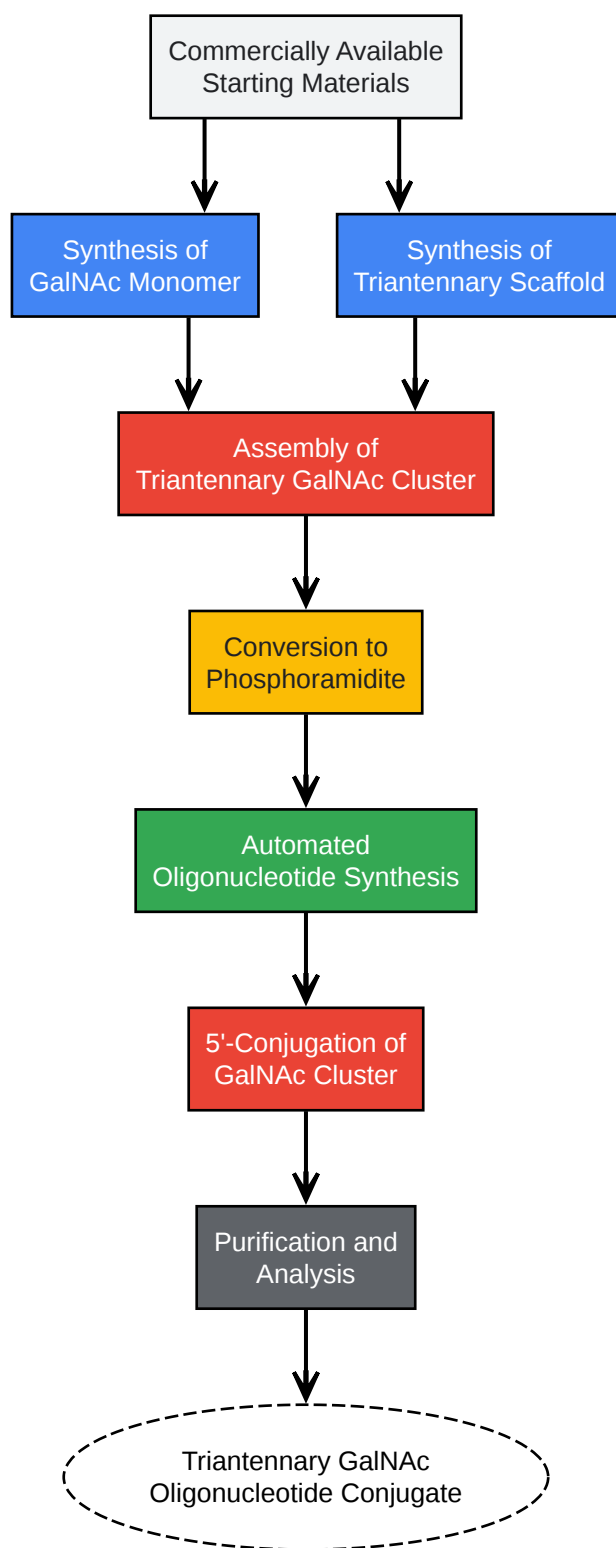 Commercially Available
Starting Materials
Synthesis of
GalNAc Monomer
Synthesis of
Triantennary Scaffold
Assembly of
Triantennary GalNAc Cluster
Conversion to
Phosphoramidite
Automated
Oligonucleotide Synthesis
5'-Conjugation of
GalNAc Cluster
Purification and
Analysis
Triantennary GalNAc
Oligonucleotide Conjugate